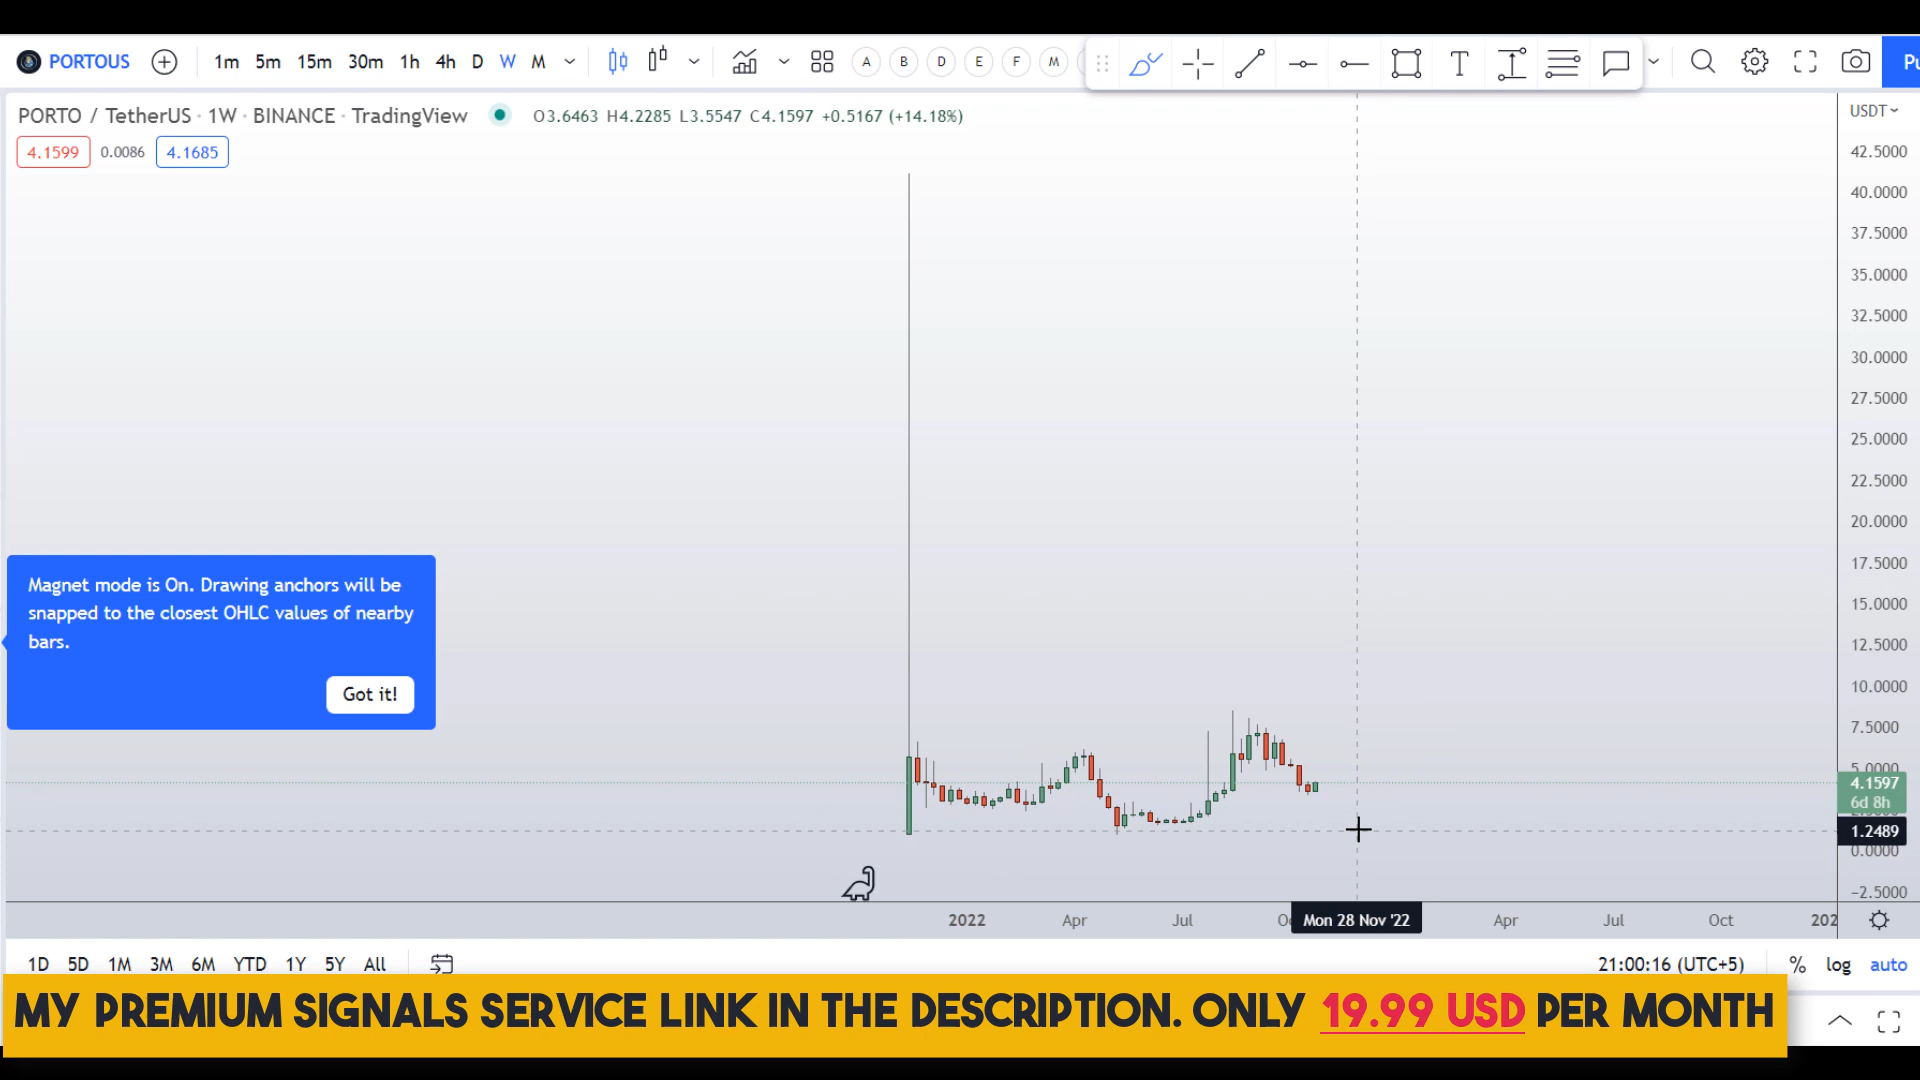 PORTOUS 1m 5m 15m 30m 1h 4h D W M A B D E F M Pu
PORTO / TetherUS · 1W · BINANCE · TradingView O3.6463 H4.2285 L3.5547 C4.1597 +0.5167 (+14.18%) USDT
4.1599 0.0086 4.1685
42.5000
40.0000
37.5000
35.0000
32.5000
30.0000
27.5000
25.0000
22.5000
20.0000
17.5000
15.0000
12.5000
10.0000
7.5000
5.0000
4.1597
6d 8h
1.2489
0.0000
−2.5000
Magnet mode is On. Drawing anchors will be
snapped to the closest OHLC values of nearby
bars.
Got it!
2022 Apr Jul Mon 28 Nov '22 Apr Jul Oct 202
1D 5D 1M 3M 6M YTD 1Y 5Y All 21:00:16 (UTC+5) % log auto
MY PREMIUM SIGNALS SERVICE LINK IN THE DESCRIPTION. ONLY 19.99 USD PER MONTH